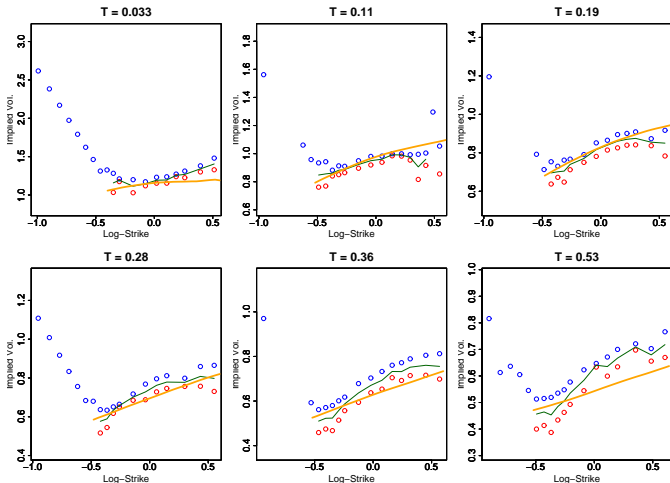 T = 0.033
T = 0.11
T = 0.19
Implied Vol.
1.0 1.5 2.0 2.5 3.0
−1.0 −0.5 0.0 0.5
Log−Strike
Implied Vol.
0.6 0.8 1.0 1.2 1.4 1.6 1.8
−1.0 −0.5 0.0 0.5
Log−Strike
Implied Vol.
0.6 0.8 1.0 1.2 1.4
−1.0 −0.5 0.0 0.5
Log−Strike
T = 0.28
T = 0.36
T = 0.53
Implied Vol.
0.4 0.6 0.8 1.0 1.2
−1.0 −0.5 0.0 0.5
Log−Strike
Implied Vol.
0.4 0.6 0.8 1.0 1.2
−1.0 −0.5 0.0 0.5
Log−Strike
Implied Vol.
0.3 0.4 0.5 0.6 0.7 0.8 0.9 1.0
−1.0 −0.5 0.0 0.5
Log−Strike